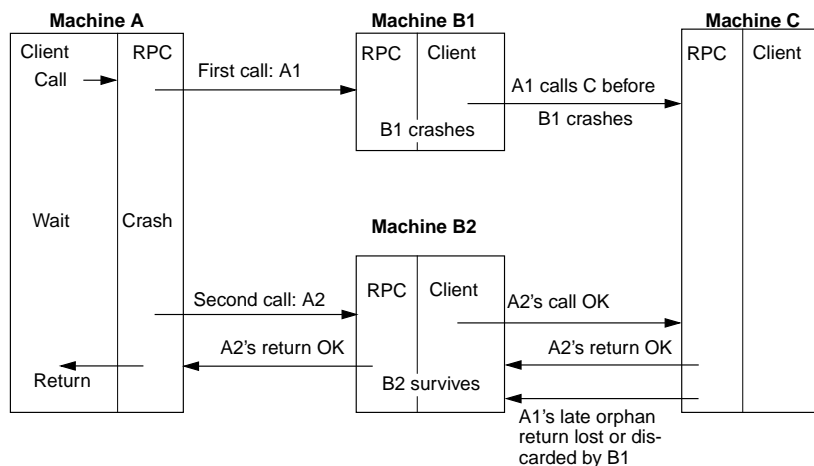 Machine A
Machine B1
Machine C
Client
RPC
Call
First call: A1
RPC
Client
B1 crashes
A1 calls C before
B1 crashes
RPC
Client
Wait
Crash
Machine B2
RPC
Client
Second call: A2
A2's call OK
A2's return OK
A2's return OK
Return
B2 survives
A1's late orphan
return lost or dis-
carded by B1